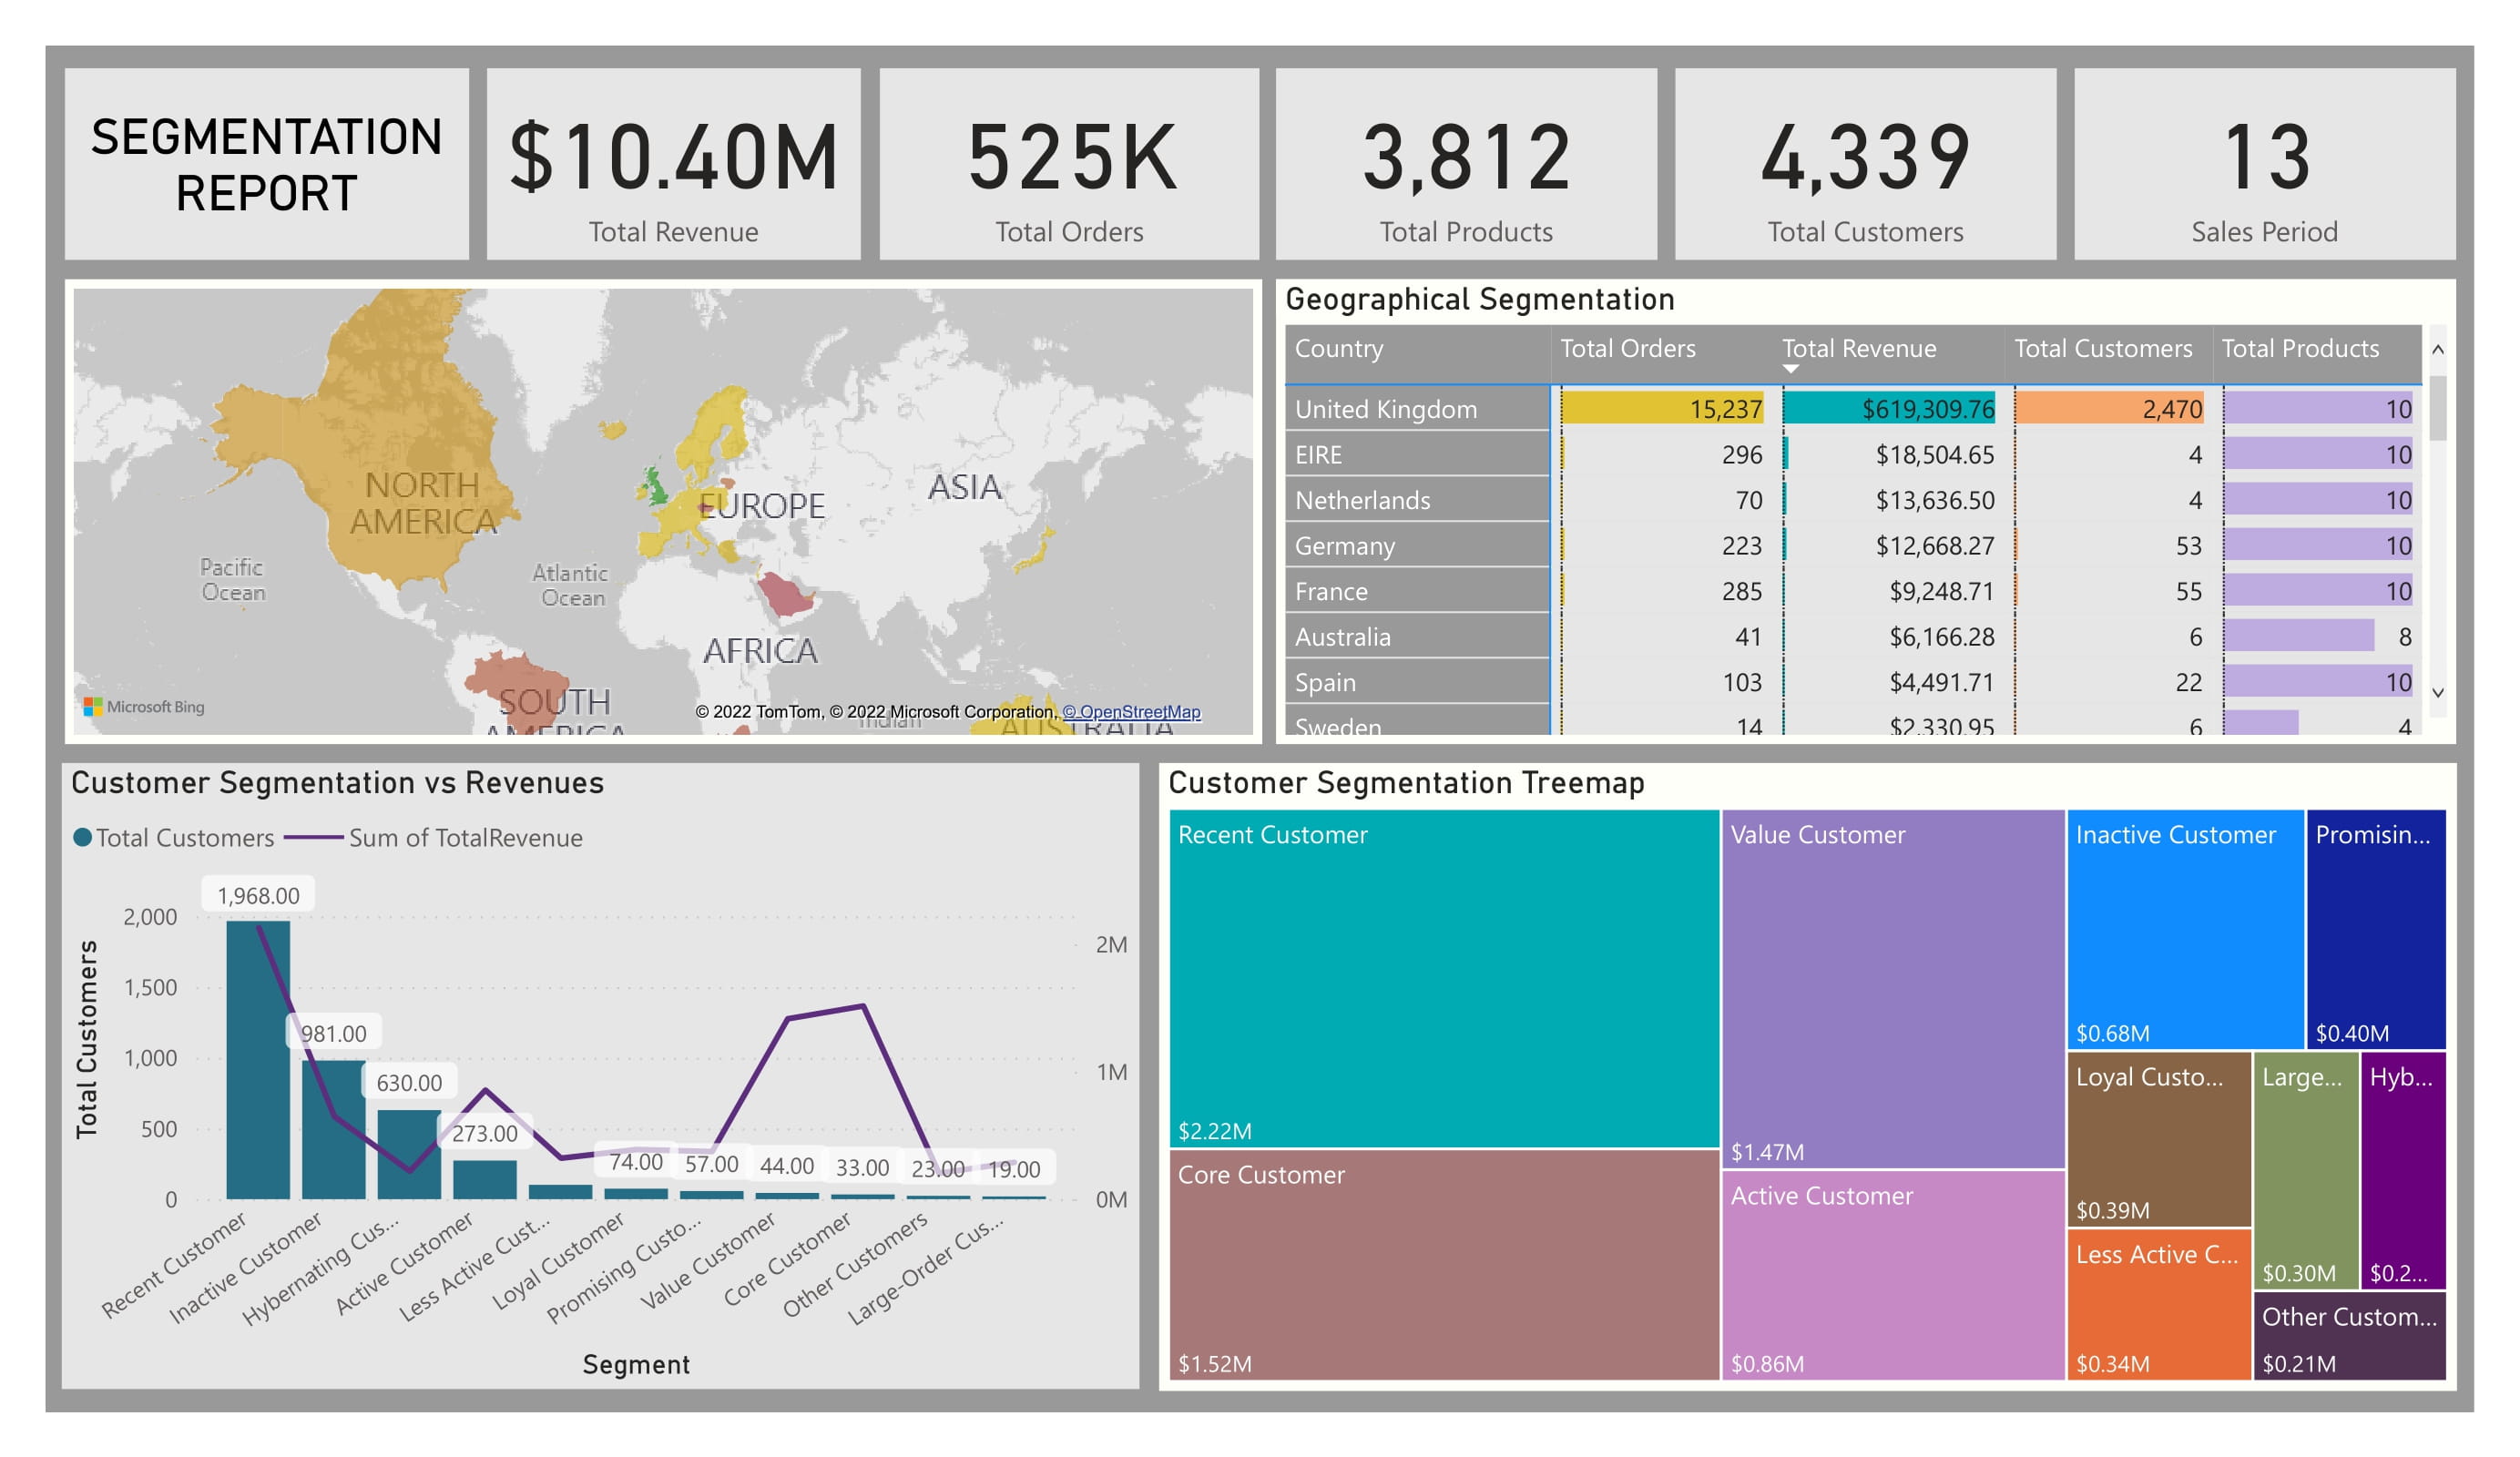 SEGMENTATION
REPORT
$10.40M
Total Revenue
525K
Total Orders
3,812
Total Products
4,339
Total Customers
13
Sales Period
NORTH
AMERICA
EUROPE
ASIA
Pacific
Ocean
Atlantic
Ocean
AFRICA
SOUTH
AMERICA
Indian
AUSTRALIA
Microsoft Bing
© 2022 TomTom, © 2022 Microsoft Corporation, © OpenStreetMap
Geographical Segmentation
Country Total Orders Total Revenue Total Customers Total Products
United Kingdom 15,237 $619,309.76 2,470 10
EIRE 296 $18,504.65 4 10
Netherlands 70 $13,636.50 4 10
Germany 223 $12,668.27 53 10
France 285 $9,248.71 55 10
Australia 41 $6,166.28 6 8
Spain 103 $4,491.71 22 10
Sweden 14 $2,330.95 6 4
Customer Segmentation vs Revenues
Total Customers Sum of TotalRevenue
Total Customers
2,000
1,500
1,000
500
0
1,968.00
981.00
630.00
273.00
74.00
57.00
44.00
33.00
23.00
19.00
2M
1M
0M
Recent Customer
Inactive Customer
Hybernating Cus...
Active Customer
Less Active Cust...
Loyal Customer
Promising Custo...
Value Customer
Core Customer
Other Customers
Large-Order Cus...
Segment
Customer Segmentation Treemap
Recent Customer
$2.22M
Core Customer
$1.52M
Value Customer
$1.47M
Active Customer
$0.86M
Inactive Customer
$0.68M
Promisin...
$0.40M
Loyal Custo...
$0.39M
Less Active C...
$0.34M
Large...
$0.30M
Hyb...
$0.2...
Other Custom...
$0.21M